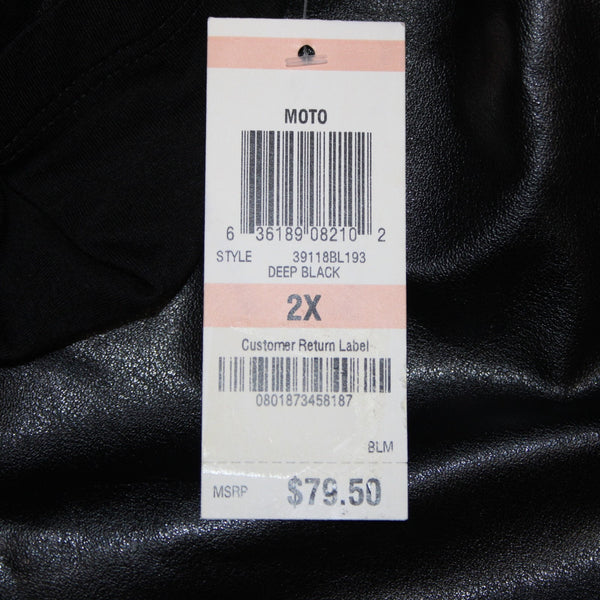 MOTO
6 36189 08210 2
STYLE 39118BL193
DEEP BLACK
2X
Customer Return Label
0801873458187
BLM
MSRP $79.50